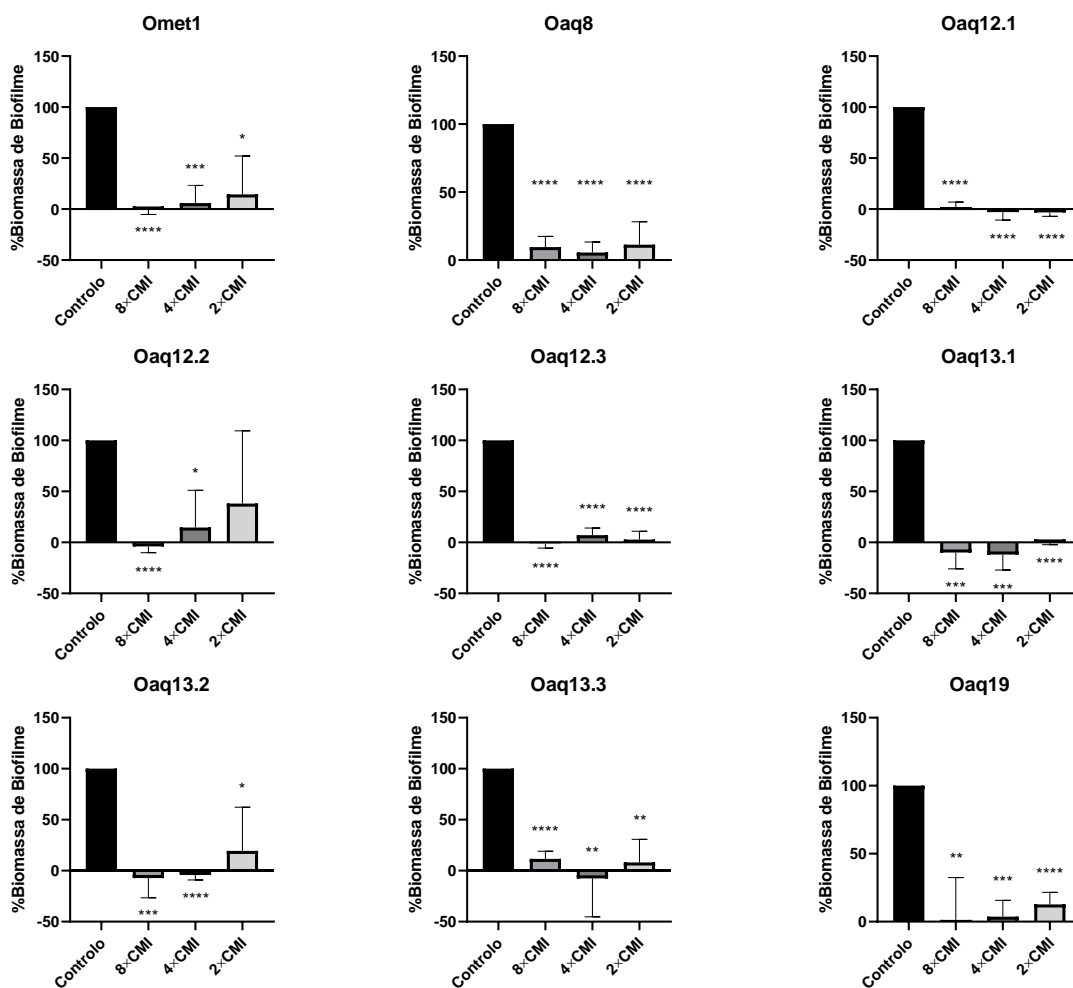 Omet1
%Biomassa de Biofilme
150
100
50
0
-50
****
***
*
Controlo
8×CMI
4×CMI
2×CMI
Oaq8
%Biomassa de Biofilme
150
100
50
0
****
****
****
Controlo
8×CMI
4×CMI
2×CMI
Oaq12.1
%Biomassa de Biofilme
150
100
50
0
-50
****
****
****
Controlo
8×CMI
4×CMI
2×CMI
Oaq12.2
%Biomassa de Biofilme
150
100
50
0
-50
****
*
Controlo
8×CMI
4×CMI
2×CMI
Oaq12.3
%Biomassa de Biofilme
150
100
50
0
-50
****
****
****
Controlo
8×CMI
4×CMI
2×CMI
Oaq13.1
%Biomassa de Biofilme
150
100
50
0
-50
***
***
****
Controlo
8×CMI
4×CMI
2×CMI
Oaq13.2
%Biomassa de Biofilme
150
100
50
0
-50
***
****
*
Controlo
8×CMI
4×CMI
2×CMI
Oaq13.3
%Biomassa de Biofilme
150
100
50
0
-50
****
**
**
Controlo
8×CMI
4×CMI
2×CMI
Oaq19
%Biomassa de Biofilme
150
100
50
0
**
***
****
Controlo
8×CMI
4×CMI
2×CMI